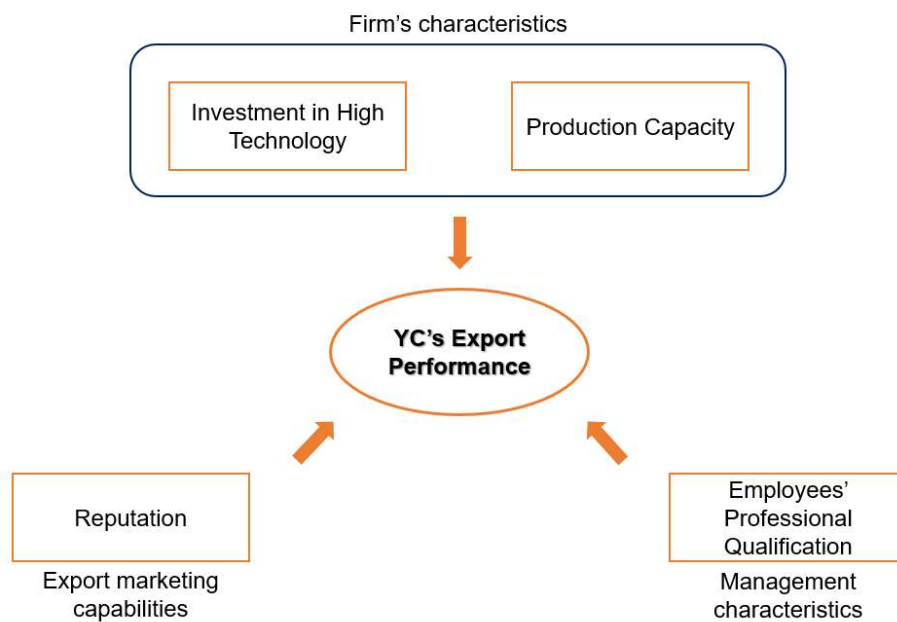 Firm’s characteristics
Investment in High
Technology
Production Capacity
YC’s Export
Performance
Reputation
Export marketing
capabilities
Employees’
Professional
Qualification
Management
characteristics